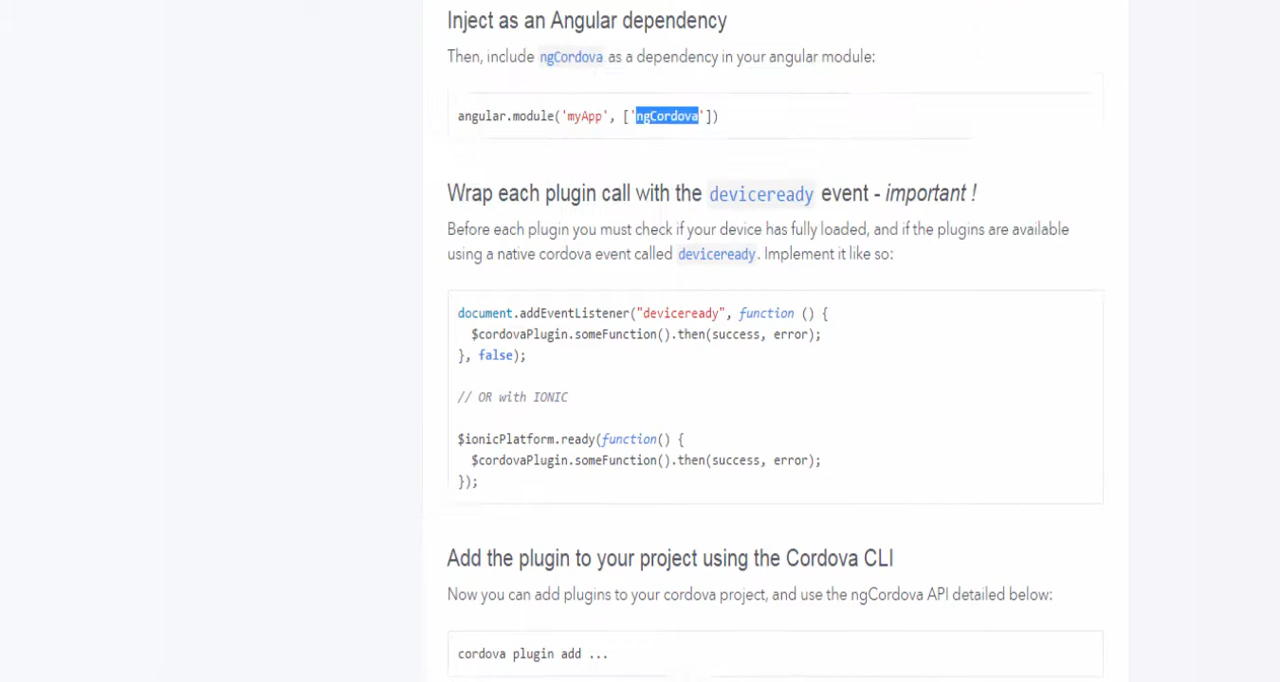 Inject as an Angular dependency
Then, include ngCordova as a dependency in your angular module:
angular.module('myApp', ['ngCordova'])
Wrap each plugin call with the deviceready event - important !
Before each plugin you must check if your device has fully loaded, and if the plugins are available
using a native cordova event called deviceready. Implement it like so:
document.addEventListener("deviceready", function () {
  $cordovaPlugin.someFunction().then(success, error);
}, false);
// OR with IONIC
$ionicPlatform.ready(function() {
  $cordovaPlugin.someFunction().then(success, error);
});
Add the plugin to your project using the Cordova CLI
Now you can add plugins to your cordova project, and use the ngCordova API detailed below:
cordova plugin add ...